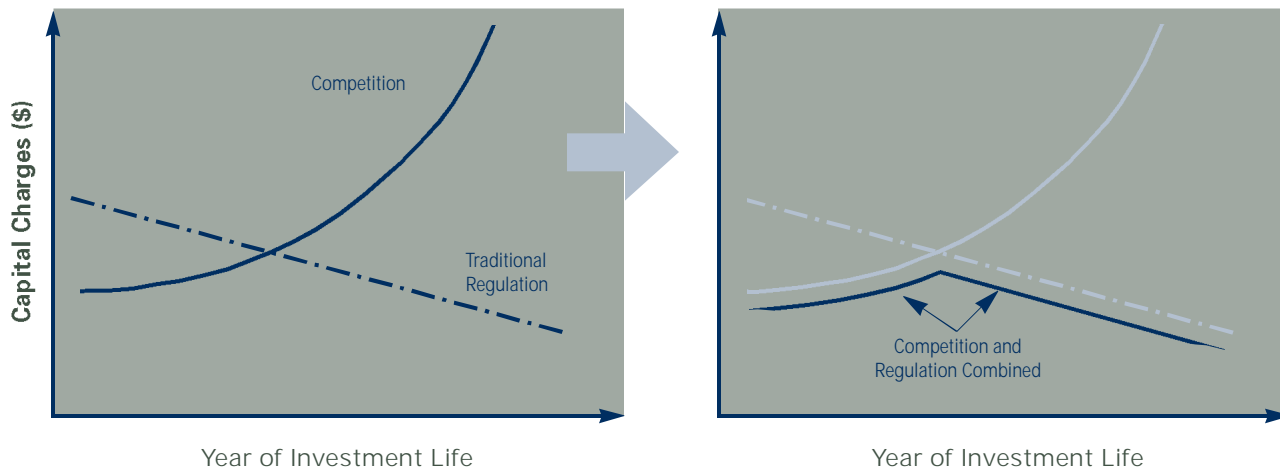 Capital Charges ($)
Competition
Traditional
Regulation
Year of Investment Life
Competition and
Regulation Combined
Year of Investment Life